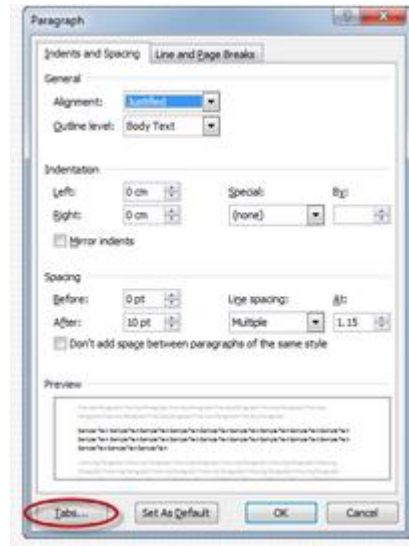 Paragraph
Indents and Spacing Line and Page Breaks
General
Alignment: Justified
Outline level: Body Text
Indentation
Left: 0 cm Special: By:
Right: 0 cm (none)
Mirror indents
Spacing
Before: 0 pt Line spacing: At:
After: 10 pt Multiple 1.15
Don't add space between paragraphs of the same style
Preview
Tabs... Set As Default OK Cancel